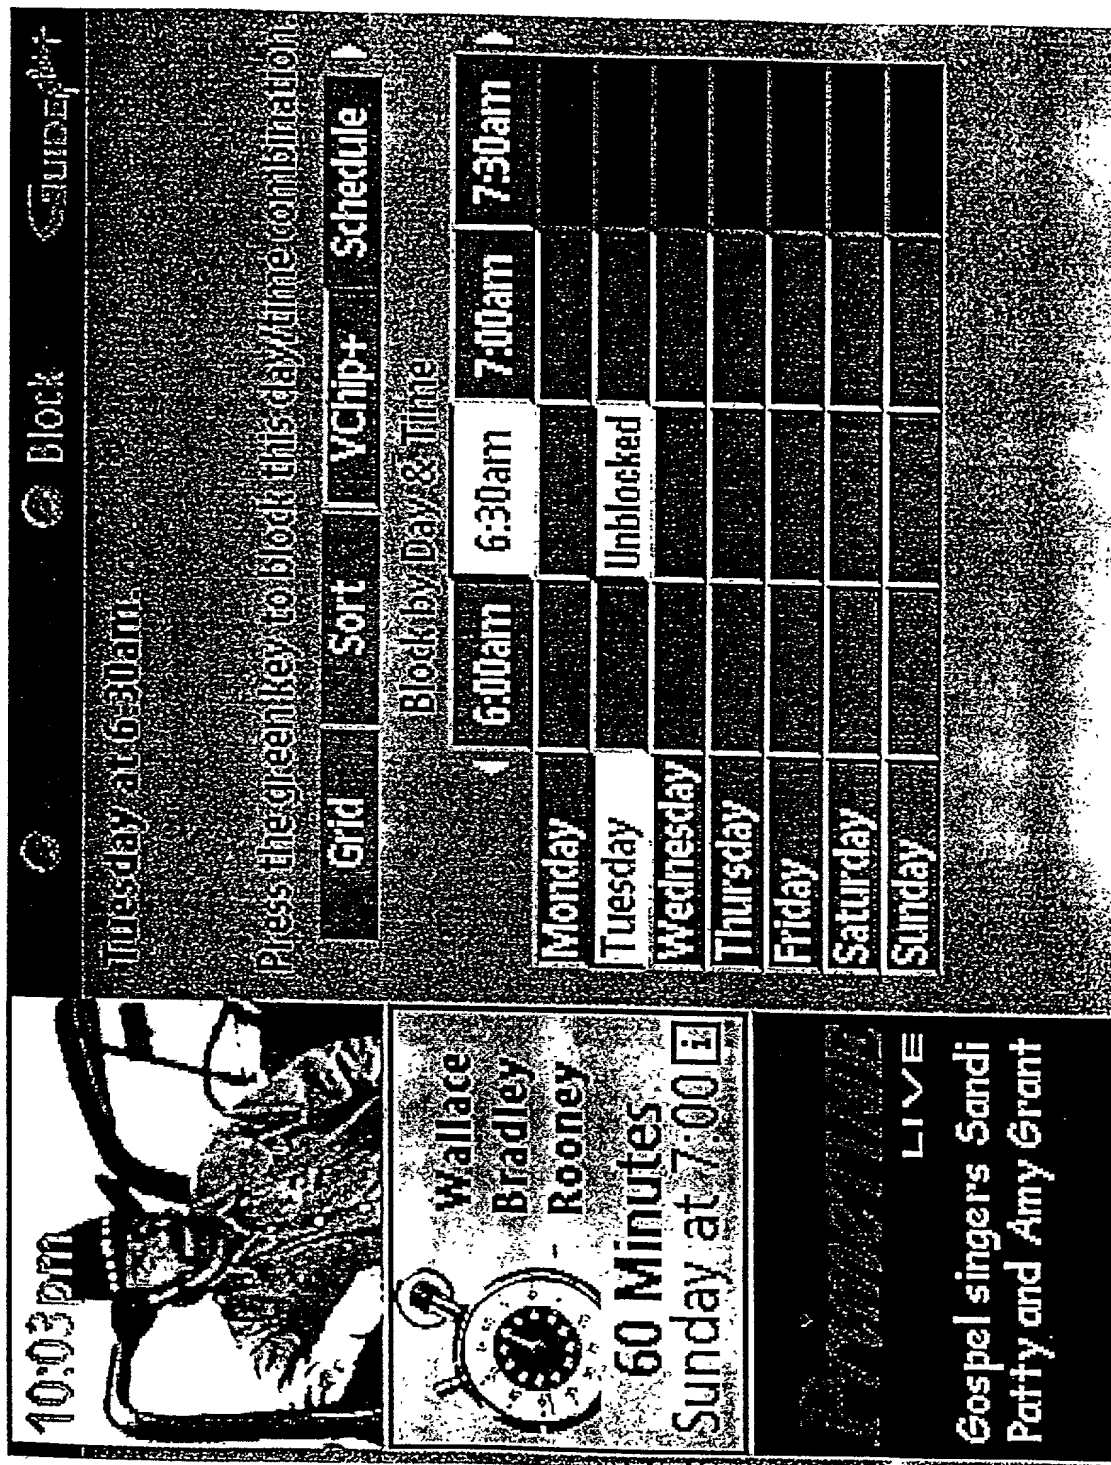 10:03pm
Block
GUIDE Plus+
Tuesday at 6:30am.
Press the green key to block this day/time combination
Grid Sort VChip+ Schedule
Block by Day & Time
6:00am 6:30am 7:00am 7:30am
Monday
Tuesday Unblocked
Wednesday
Thursday
Friday
Saturday
Sunday
Wallace
Bradley
Rooney
60 Minutes
Sunday at 7:00 i
Primetime
LIVE
Gospel singers Sandi
Patty and Amy Grant